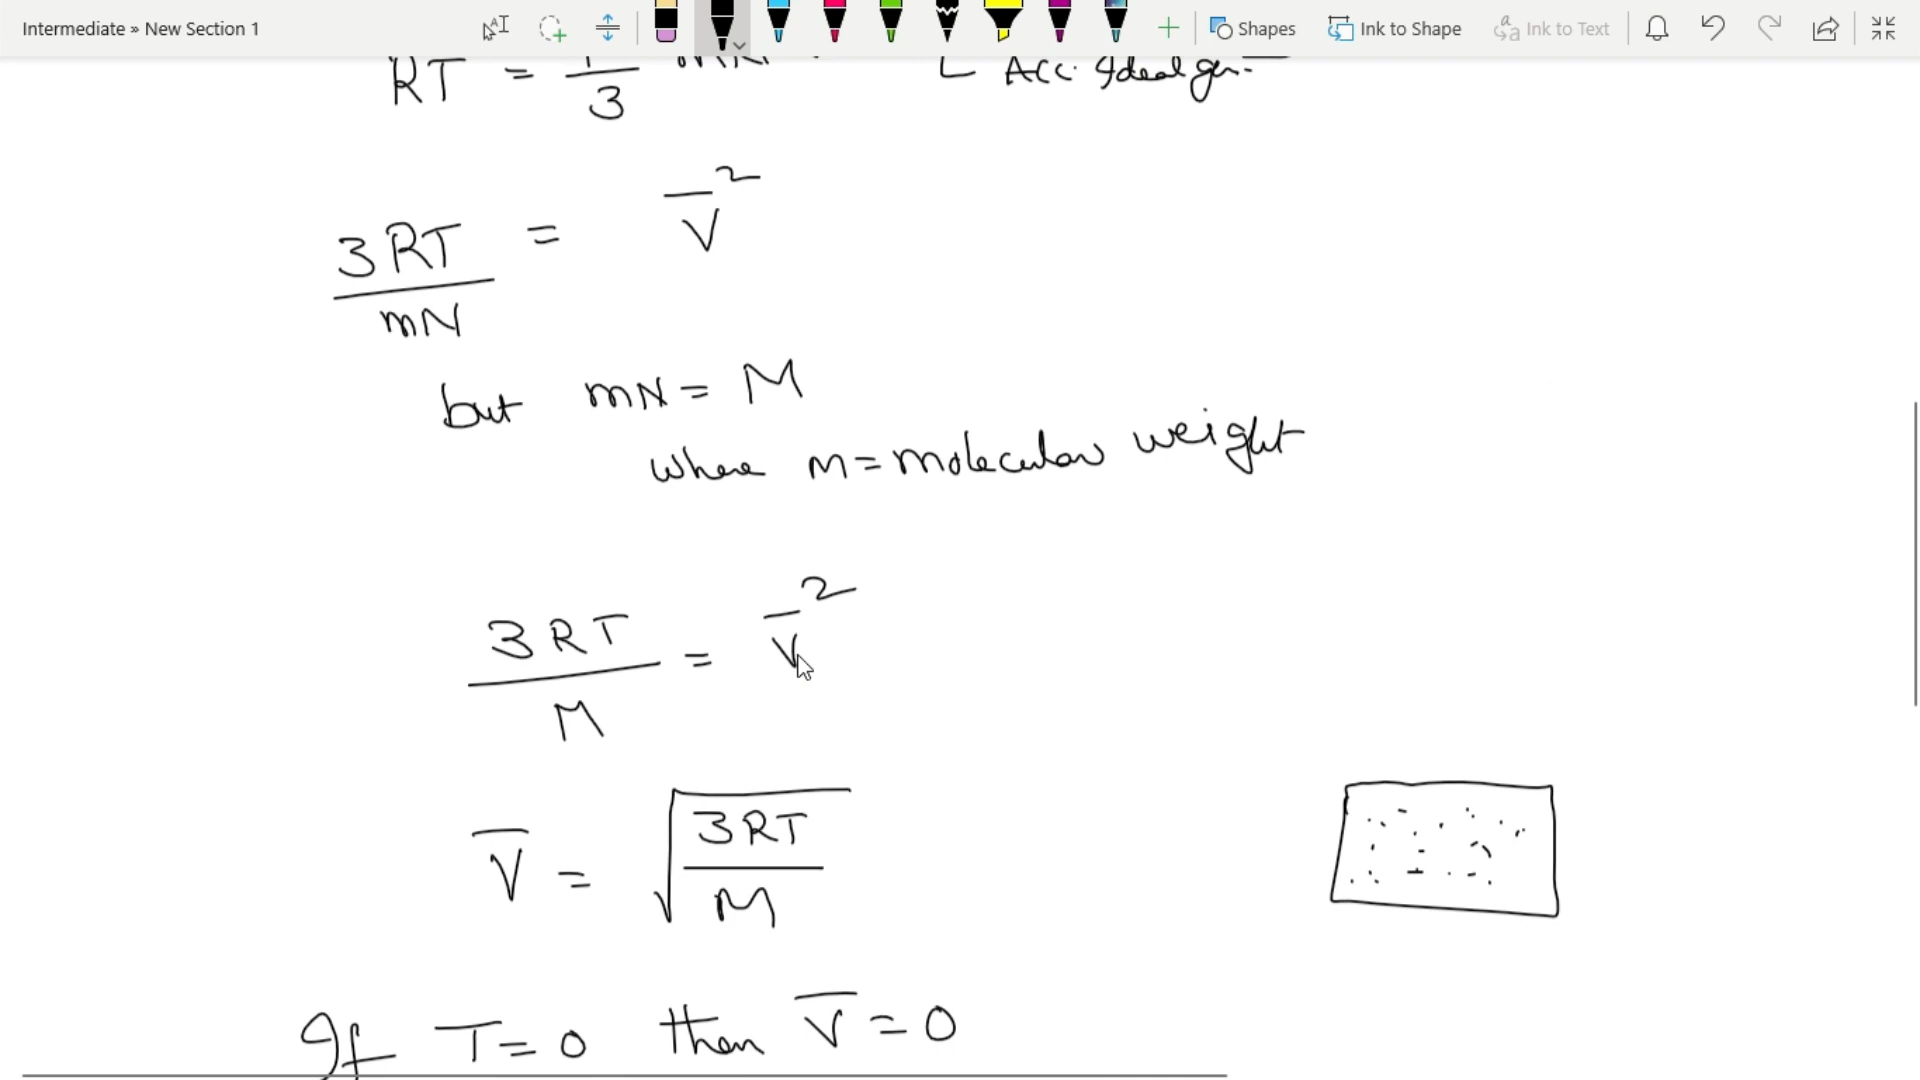 Intermediate » New Section 1
Shapes
Ink to Shape
Ink to Text
RT = 1/3
Acc. Ideal gas
3RT/mN = V̅²
but mN = M
where M = molecular weight
3RT/M = V̅²
V̅ = √(3RT/M)
If T = 0 then V̅ = 0